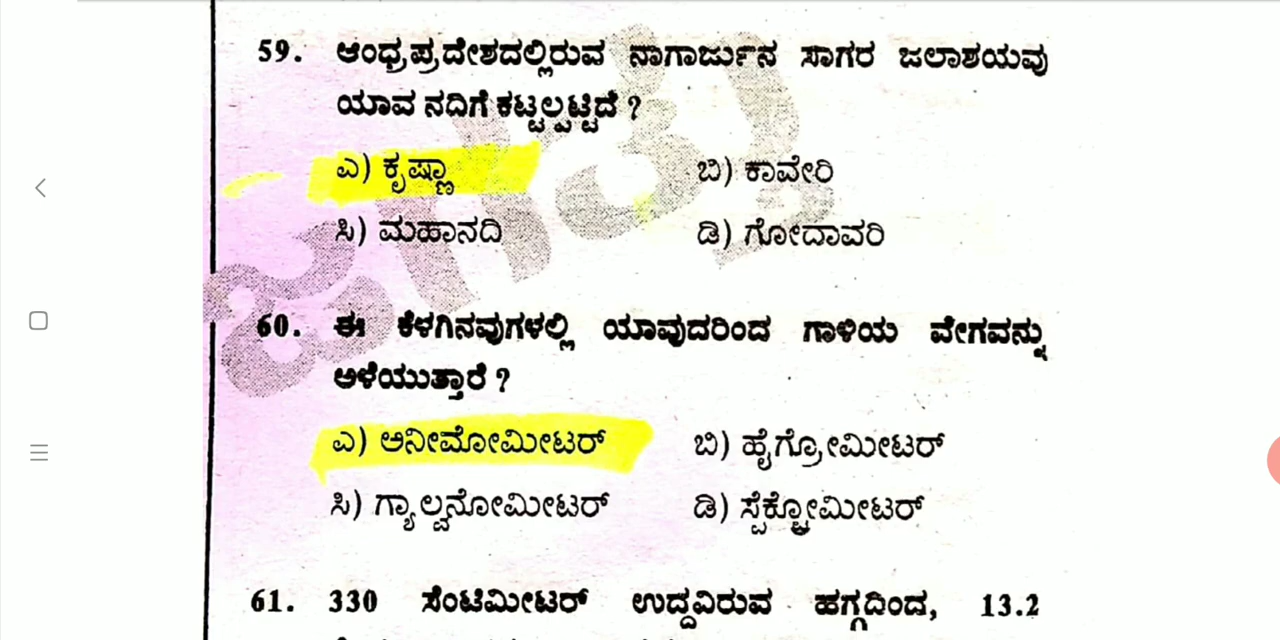 59. ಆಂಧ್ರಪ್ರದೇಶದಲ್ಲಿರುವ ನಾಗಾರ್ಜುನ ಸಾಗರ ಜಲಾಶಯವು
ಯಾವ ನದಿಗೆ ಕಟ್ಟಲ್ಪಟ್ಟಿದೆ ?
ಎ) ಕೃಷ್ಣಾ ಬಿ) ಕಾವೇರಿ
ಸಿ) ಮಹಾನದಿ ಡಿ) ಗೋದಾವರಿ
60. ಈ ಕೆಳಗಿನವುಗಳಲ್ಲಿ ಯಾವುದರಿಂದ ಗಾಳಿಯ ವೇಗವನ್ನು
ಅಳೆಯುತ್ತಾರೆ ?
ಎ) ಅನೀಮೋಮೀಟರ್ ಬಿ) ಹೈಗ್ರೋಮೀಟರ್
ಸಿ) ಗ್ಯಾಲ್ವನೋಮೀಟರ್ ಡಿ) ಸ್ಪೆಕ್ಟ್ರೋಮೀಟರ್
61. 330 ಸೆಂಟಿಮೀಟರ್ ಉದ್ದವಿರುವ ಹಗ್ಗದಿಂದ, 13.2